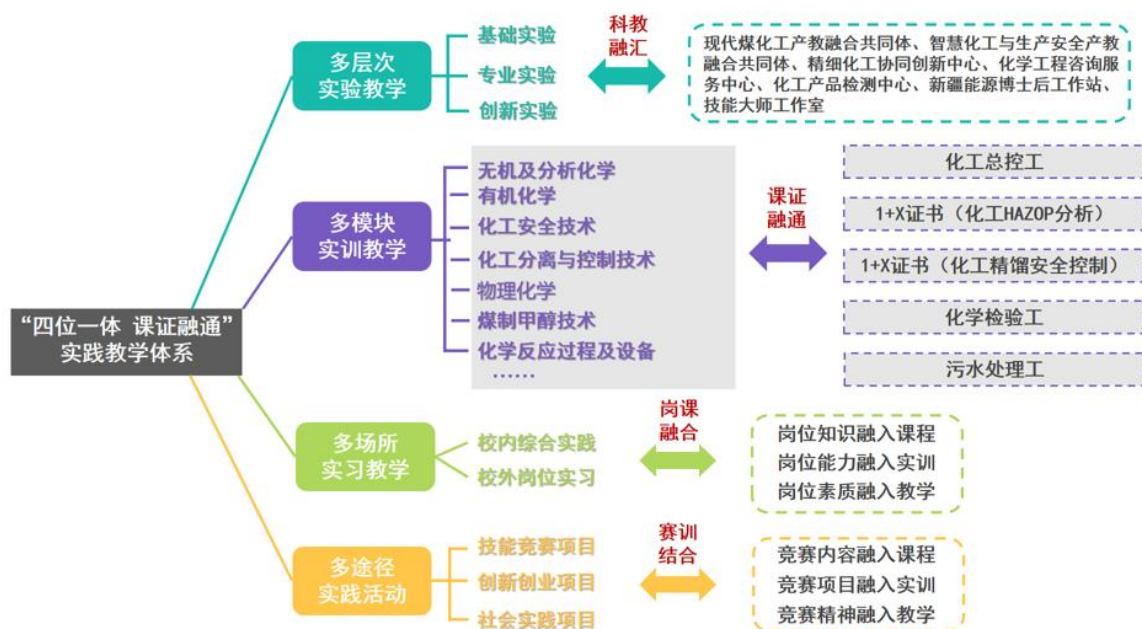 “四位一体 课证融通”
实践教学体系
多层次
实验教学
基础实验
专业实验
创新实验
科教
融汇
现代煤化工产教融合共同体、智慧化工与生产安全产教
融合共同体、精细化工协同创新中心、化学工程咨询服
务中心、化工产品检测中心、新疆能源博士后工作站、
技能大师工作室
多模块
实训教学
无机及分析化学
有机化学
化工安全技术
化工分离与控制技术
物理化学
煤制甲醇技术
化学反应过程及设备
……
课证
融通
化工总控工
1+X证书（化工HAZOP分析）
1+X证书（化工精馏安全控制）
化学检验工
污水处理工
多场所
实习教学
校内综合实践
校外岗位实习
岗课
融合
岗位知识融入课程
岗位能力融入实训
岗位素质融入教学
多途径
实践活动
技能竞赛项目
创新创业项目
社会实践项目
赛训
结合
竞赛内容融入课程
竞赛项目融入实训
竞赛精神融入教学